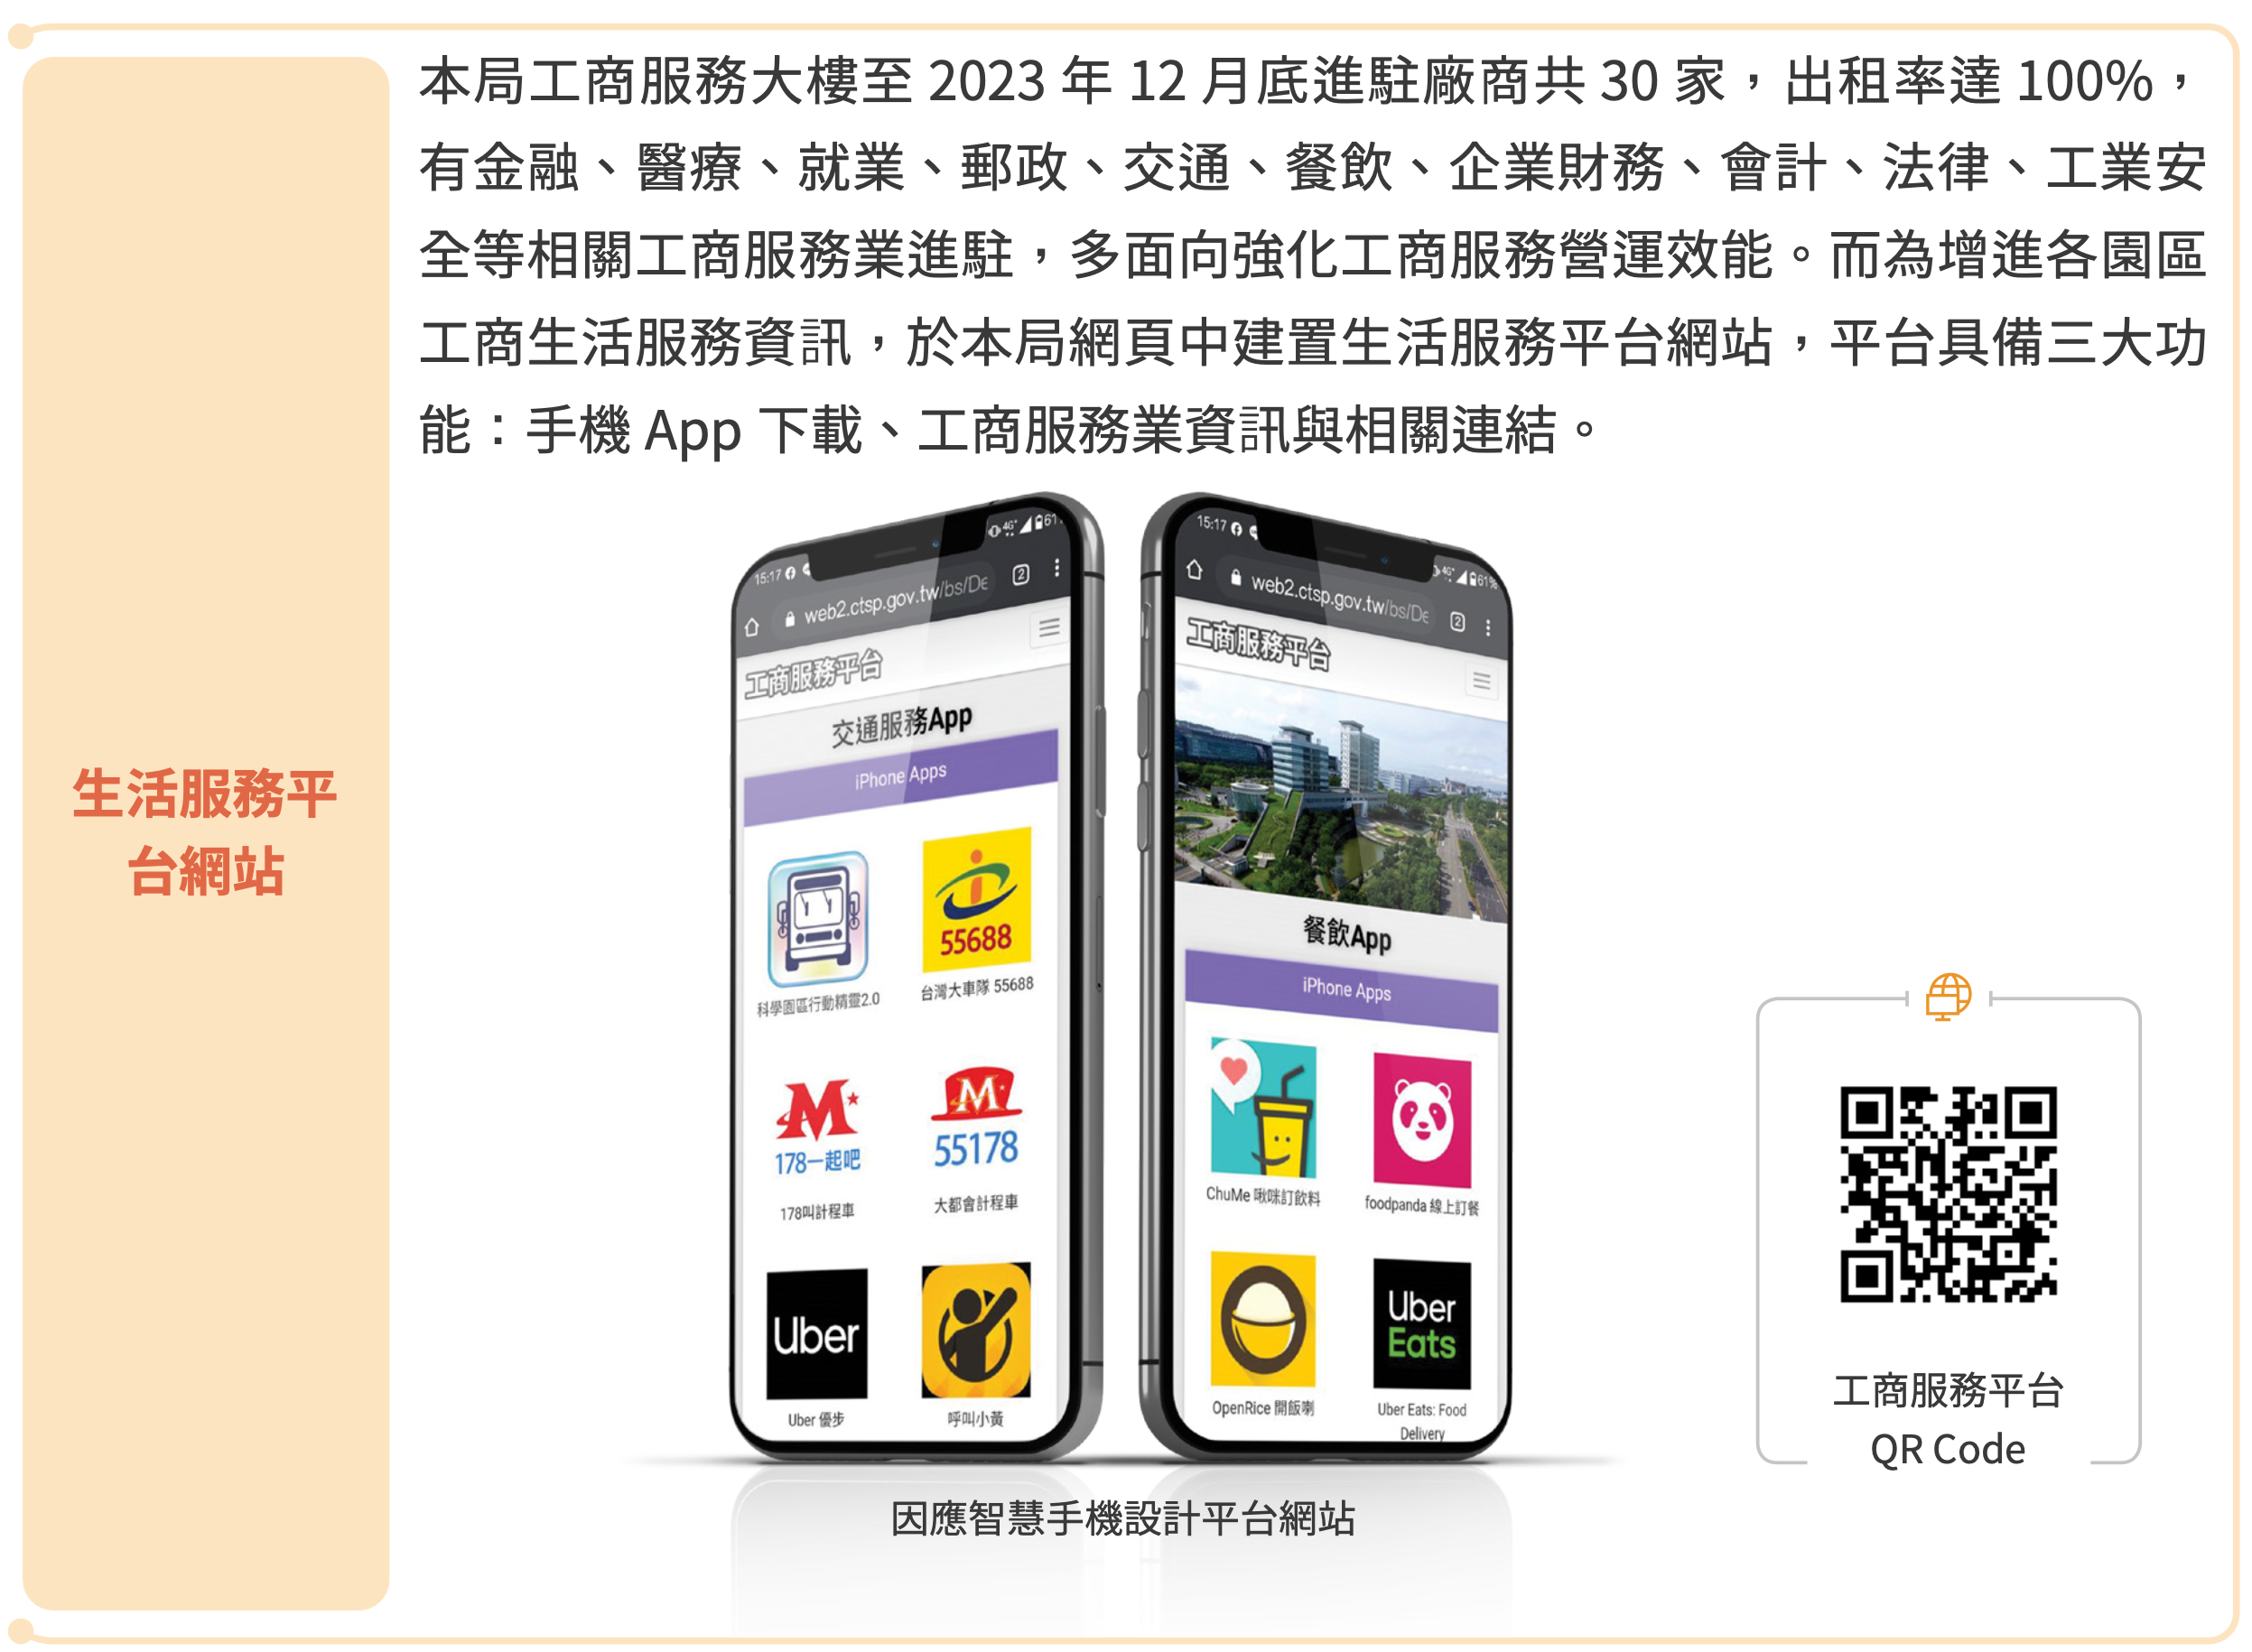 本局工商服務大樓至 2023 年 12 月底進駐廠商共 30 家，出租率達 100%，
有金融、醫療、就業、郵政、交通、餐飲、企業財務、會計、法律、工業安
全等相關工商服務業進駐，多面向強化工商服務營運效能。而為增進各園區
工商生活服務資訊，於本局網頁中建置生活服務平台網站，平台具備三大功
能：手機 App 下載、工商服務業資訊與相關連結。
生活服務平
台網站
15:17
4G+
61
web2.ctsp.gov.tw/bs/De
2
工商服務平台
交通服務App
iPhone Apps
55688
科學園區行動精靈2.0
台灣大車隊 55688
M
178一起吧
M
55178
178叫計程車
大都會計程車
Uber
Uber 優步
呼叫小黃
15:17
4G+
61%
web2.ctsp.gov.tw/bs/De
2
工商服務平台
餐飲App
iPhone Apps
ChuMe 啾咪訂飲料
foodpanda 線上訂餐
Uber
Eats
OpenRice 開飯喇
Uber Eats: Food
Delivery
因應智慧手機設計平台網站
工商服務平台
QR Code